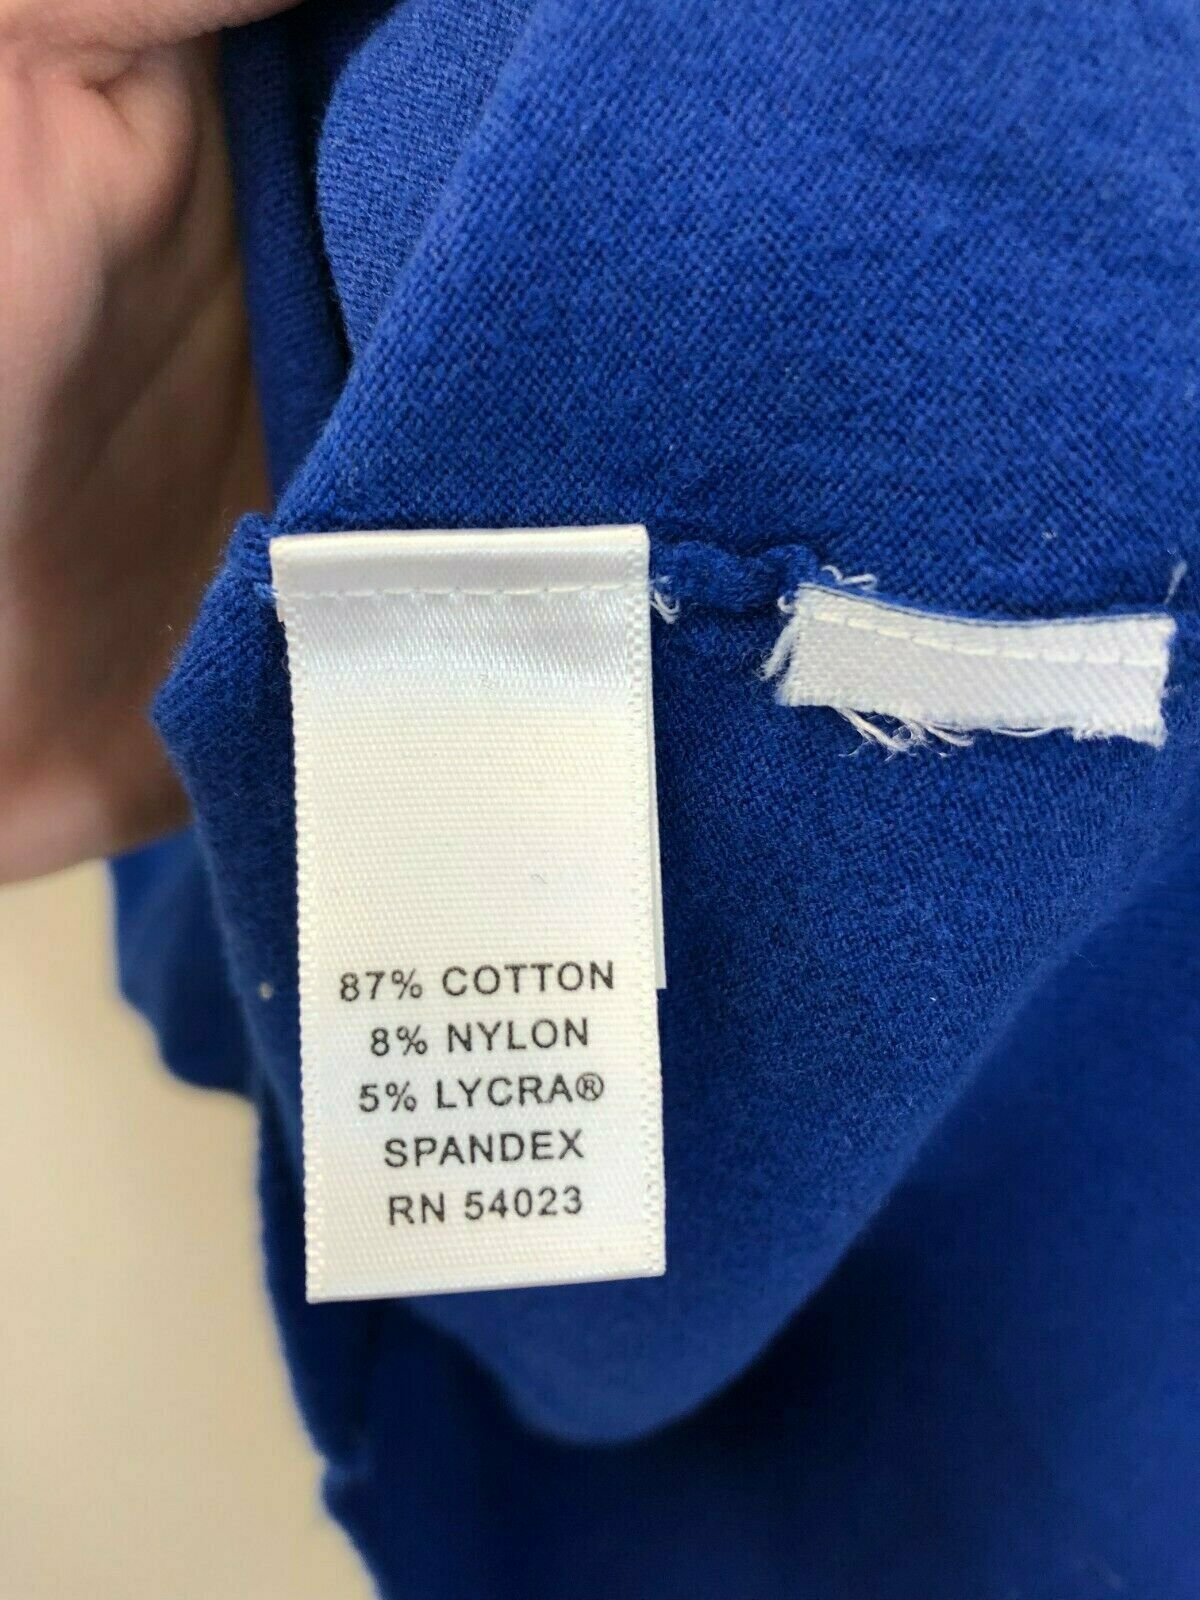 87% COTTON
8% NYLON
5% LYCRA®
SPANDEX
RN 54023